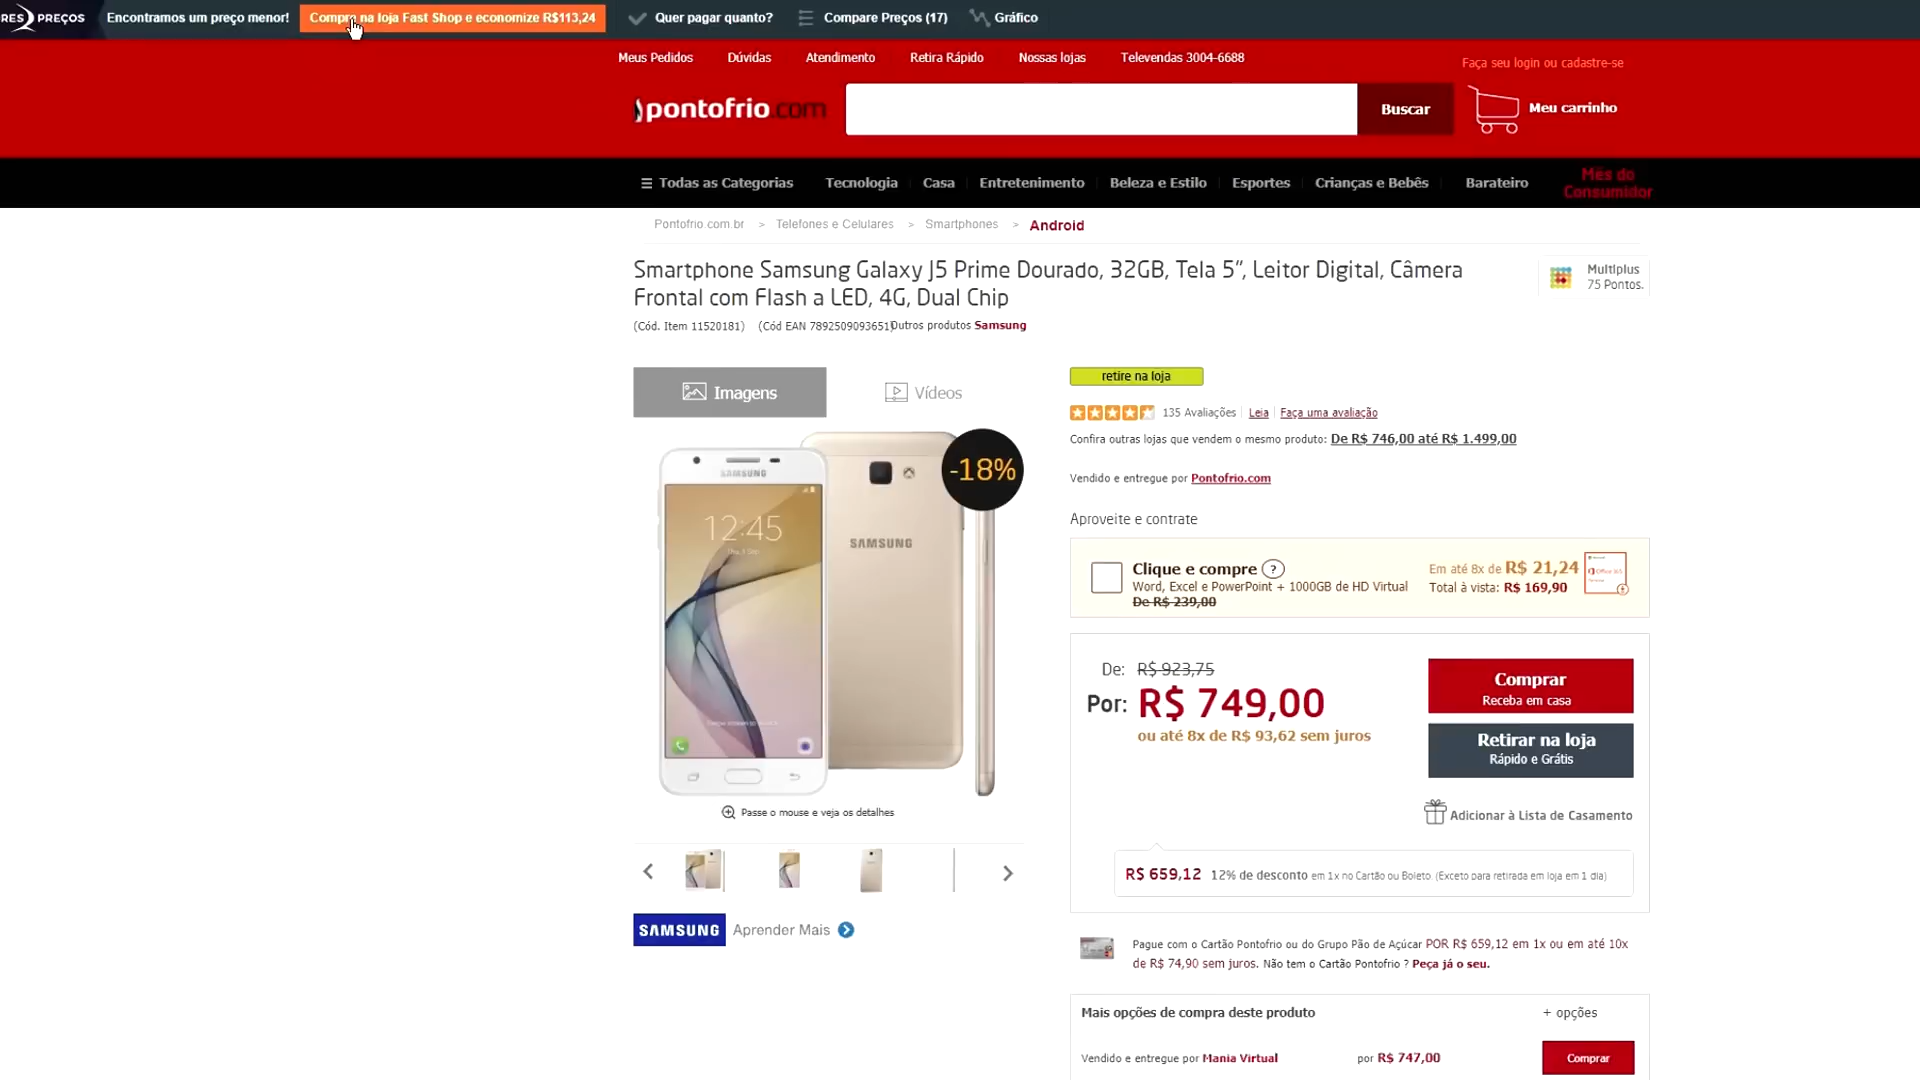 RES PREÇOS Encontramos um preço menor! Compre na loja Fast Shop e economize R$113,24 Quer pagar quanto? Compare Preços (17) Gráfico
Meus Pedidos Dúvidas Atendimento Retira Rápido Nossas lojas Televendas 3004-6688
Faça seu login ou cadastre-se
pontofrio.com
Buscar
Meu carrinho
Todas as Categorias Tecnologia Casa Entretenimento Beleza e Estilo Esportes Crianças e Bebês Barateiro Mês do
Consumidor
Pontofrio.com.br > Telefones e Celulares > Smartphones > Android
Smartphone Samsung Galaxy J5 Prime Dourado, 32GB, Tela 5”, Leitor Digital, Câmera
Frontal com Flash a LED, 4G, Dual Chip
Multiplus
75 Pontos.
(Cód. Item 11520181) (Cód EAN 7892509093651) Outros produtos Samsung
Imagens Vídeos
retire na loja
135 Avaliações Leia Faça uma avaliação
Confira outras lojas que vendem o mesmo produto: De R$ 746,00 até R$ 1.499,00
-18%
SAMSUNG
12:45
SAMSUNG
Vendido e entregue por Pontofrio.com
Aproveite e contrate
Clique e compre ?
Word, Excel e PowerPoint + 1000GB de HD Virtual
De R$ 239,00
Em até 8x de R$ 21,24
Total à vista: R$ 169,90
De: R$ 923,75
Por: R$ 749,00
ou até 8x de R$ 93,62 sem juros
Comprar
Receba em casa
Retirar na loja
Rápido e Grátis
Adicionar à Lista de Casamento
Passe o mouse e veja os detalhes
R$ 659,12 12% de desconto em 1x no Cartão ou Boleto. (Exceto para retirada em loja em 1 dia)
SAMSUNG Aprender Mais
Pague com o Cartão Pontofrio ou do Grupo Pão de Açúcar POR R$ 659,12 em 1x ou em até 10x
de R$ 74,90 sem juros. Não tem o Cartão Pontofrio ? Peça já o seu.
Mais opções de compra deste produto + opções
Vendido e entregue por Mania Virtual por R$ 747,00 Comprar